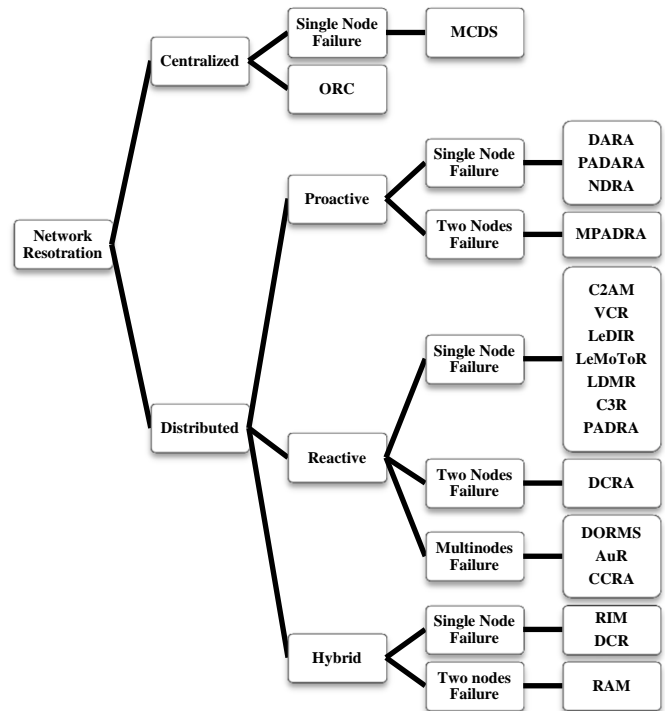 Network
Resotration
Centralized
Single Node
Failure
MCDS
ORC
Distributed
Proactive
Single Node
Failure
DARA
PADARA
NDRA
Two Nodes
Failure
MPADRA
Reactive
Single Node
Failure
C2AM
VCR
LeDIR
LeMoToR
LDMR
C3R
PADRA
Two Nodes
Failure
DCRA
Multinodes
Failure
DORMS
AuR
CCRA
Hybrid
Single Node
Failure
RIM
DCR
Two nodes
Failure
RAM